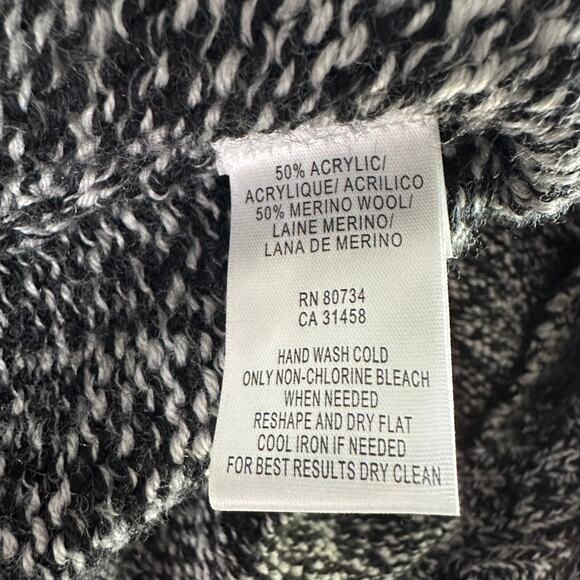 50% ACRYLIC/
ACRYLIQUE/ ACRILICO
50% MERINO WOOL/
LAINE MERINO/
LANA DE MERINO
RN 80734
CA 31458
HAND WASH COLD
ONLY NON-CHLORINE BLEACH
WHEN NEEDED
RESHAPE AND DRY FLAT
COOL IRON IF NEEDED
FOR BEST RESULTS DRY CLEAN